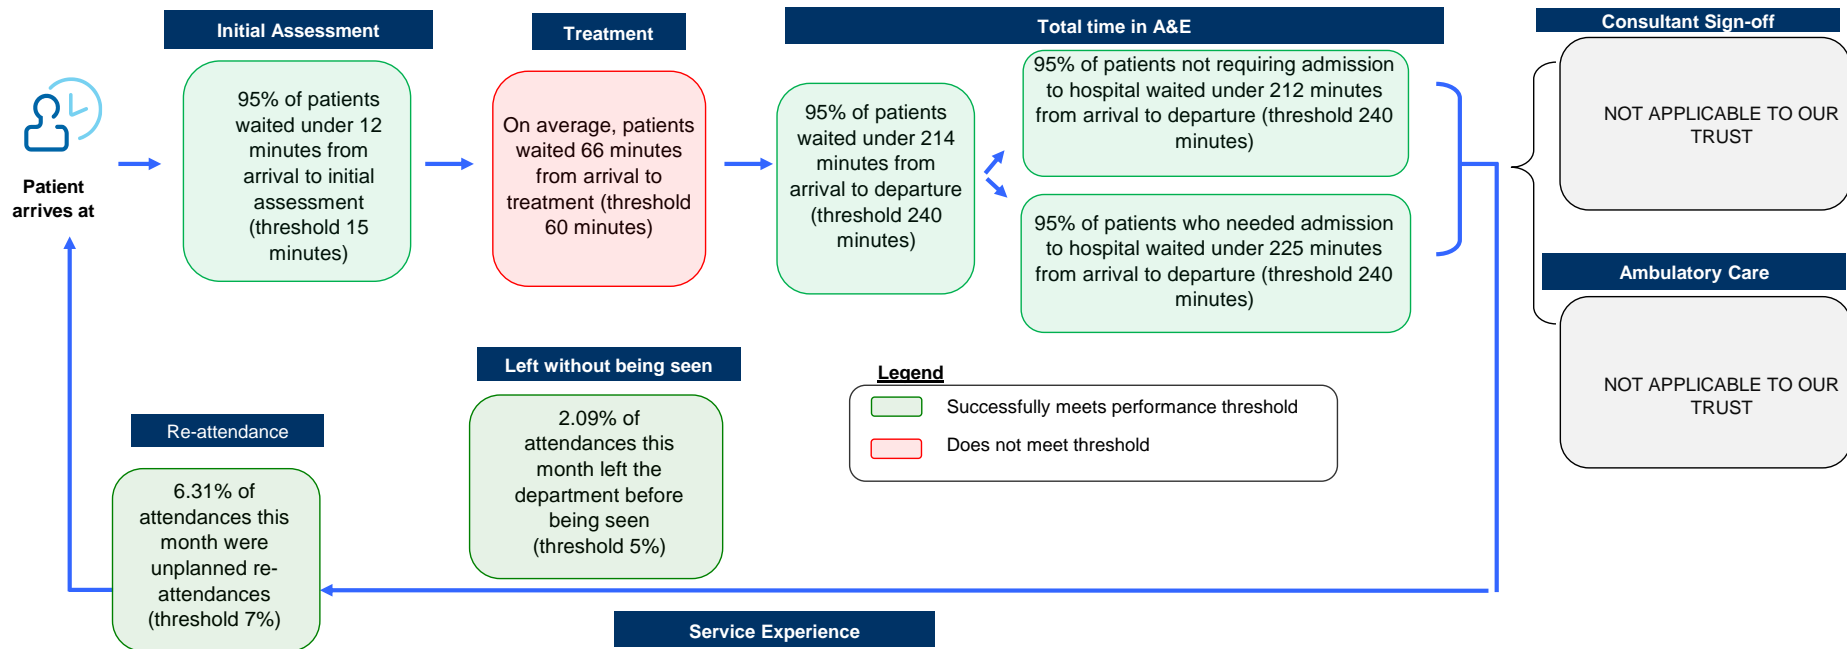 Initial Assessment
Treatment
Total time in A&E
Consultant Sign-off
Patient
arrives at
95% of patients
waited under 12
minutes from
arrival to initial
assessment
(threshold 15
minutes)
On average, patients
waited 66 minutes
from arrival to
treatment (threshold
60 minutes)
95% of patients
waited under 214
minutes from
arrival to departure
(threshold 240
minutes)
95% of patients not requiring admission
to hospital waited under 212 minutes
from arrival to departure (threshold 240
minutes)
95% of patients who needed admission
to hospital waited under 225 minutes
from arrival to departure (threshold 240
minutes)
NOT APPLICABLE TO OUR
TRUST
Ambulatory Care
NOT APPLICABLE TO OUR
TRUST
Left without being seen
2.09% of
attendances this
month left the
department before
being seen
(threshold 5%)
Legend
Successfully meets performance threshold
Does not meet threshold
Re-attendance
6.31% of
attendances this
month were
unplanned re-
attendances
(threshold 7%)
Service Experience